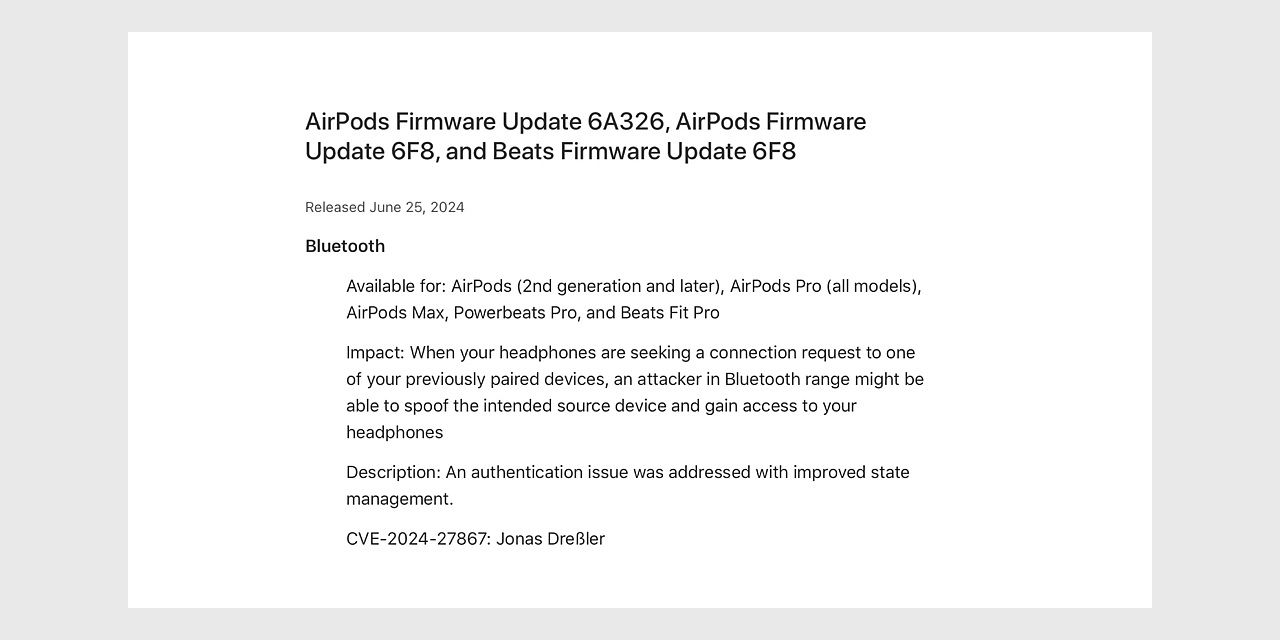 AirPods Firmware Update 6A326, AirPods Firmware
Update 6F8, and Beats Firmware Update 6F8
Released June 25, 2024
Bluetooth
Available for: AirPods (2nd generation and later), AirPods Pro (all models),
AirPods Max, Powerbeats Pro, and Beats Fit Pro
Impact: When your headphones are seeking a connection request to one
of your previously paired devices, an attacker in Bluetooth range might be
able to spoof the intended source device and gain access to your
headphones
Description: An authentication issue was addressed with improved state
management.
CVE-2024-27867: Jonas Dreßler